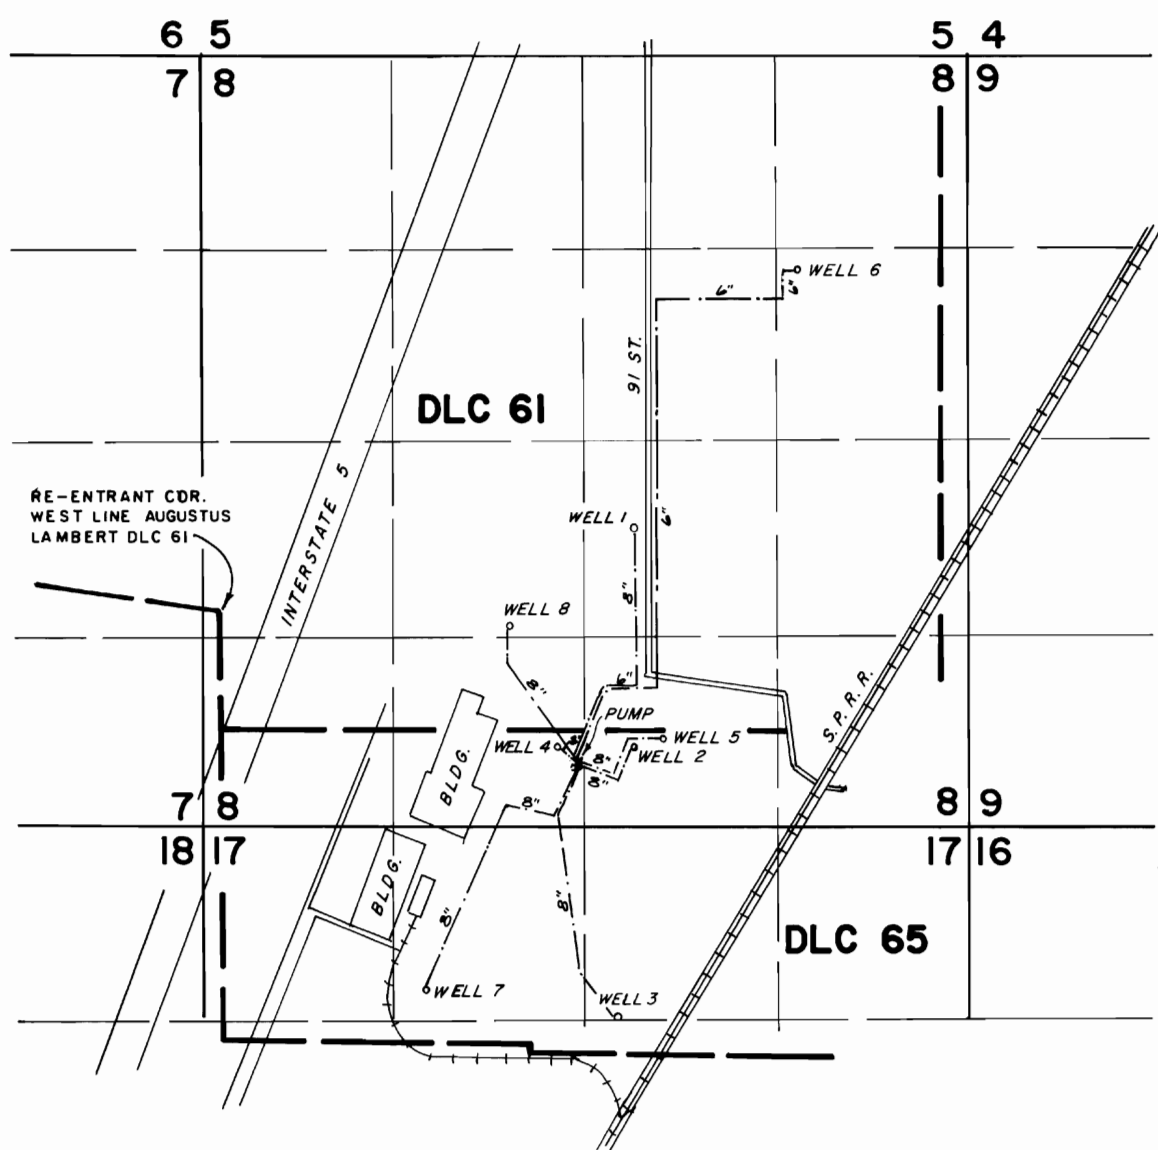 6 5
5 4
7 8
8 9
WELL 6
6"
6"
91 ST.
DLC 61
RE-ENTRANT COR.
WEST LINE AUGUSTUS
LAMBERT DLC 61
INTERSTATE 5
WELL 1
6"
8"
WELL 8
8"
6"
S.P.R.R.
PUMP
8"
WELL 4
WELL 5
WELL 2
8"
8"
BLDG.
8"
7 8
8 9
18 17
17 16
BLDG.
8"
8"
DLC 65
WELL 7
WELL 3